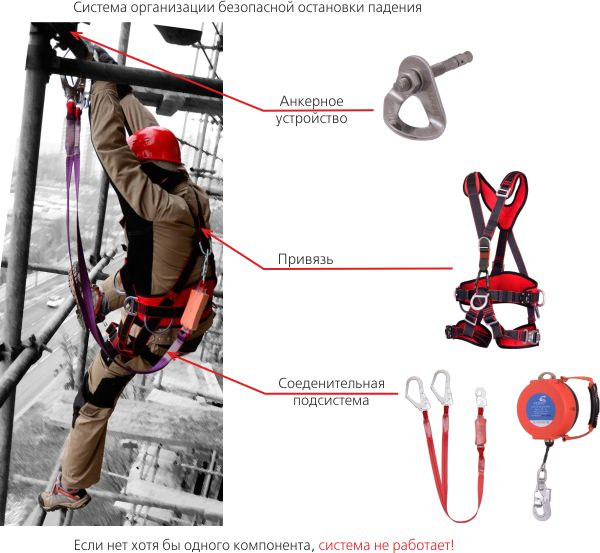 Система организации безопасной остановки падения
Анкерное
устройство
Привязь
Соеденительная
подсистема
Если нет хотя бы одного компонента, система не работает!